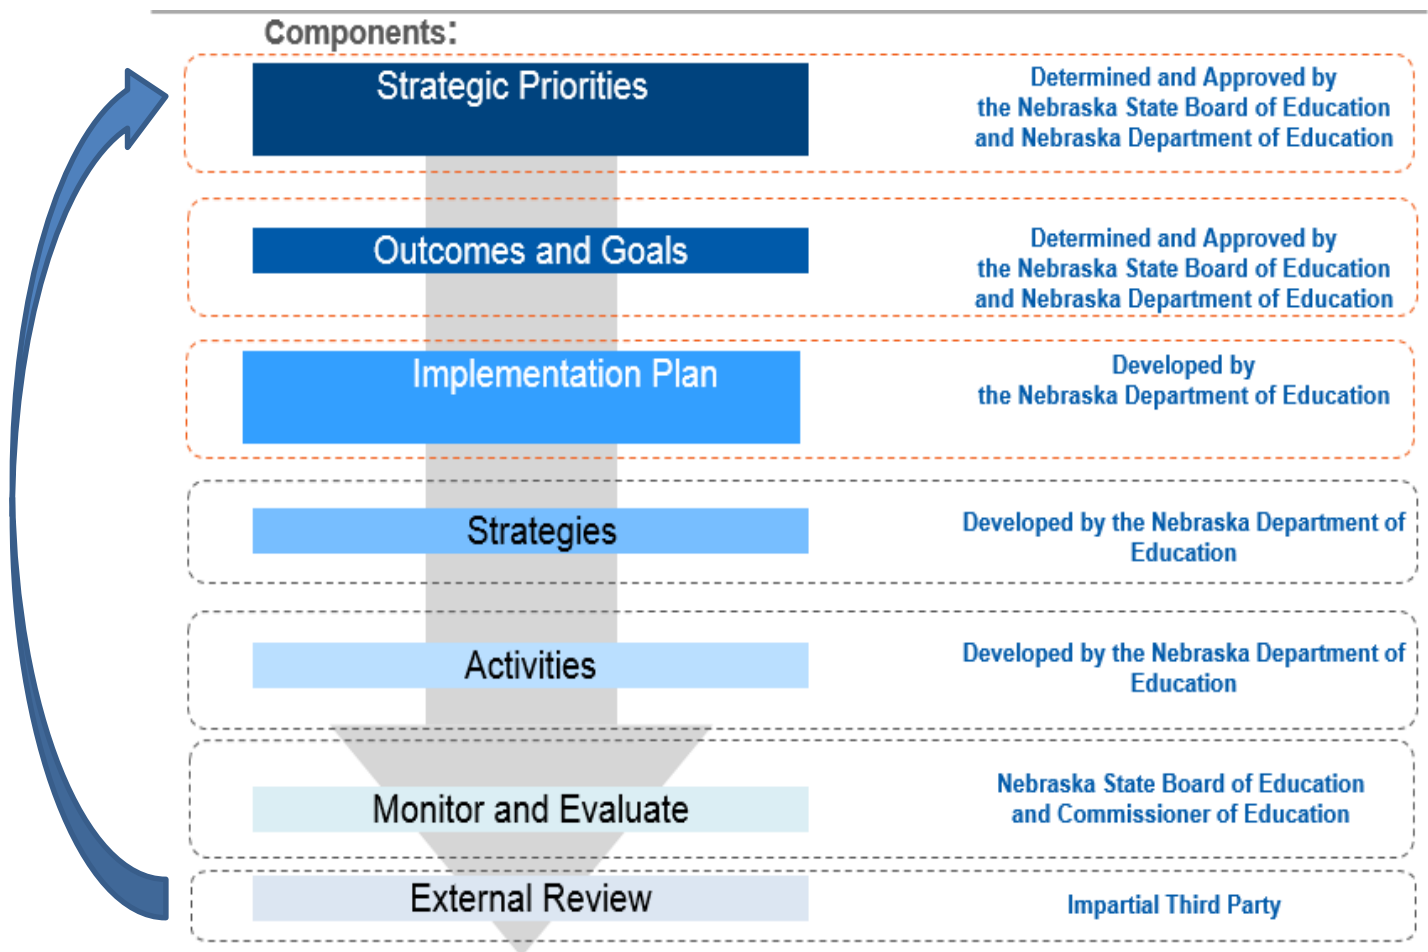 Components:
Strategic Priorities
Determined and Approved by
the Nebraska State Board of Education
and Nebraska Department of Education
Outcomes and Goals
Determined and Approved by
the Nebraska State Board of Education
and Nebraska Department of Education
Implementation Plan
Developed by
the Nebraska Department of Education
Strategies
Developed by the Nebraska Department of
Education
Activities
Developed by the Nebraska Department of
Education
Monitor and Evaluate
Nebraska State Board of Education
and Commissioner of Education
External Review
Impartial Third Party